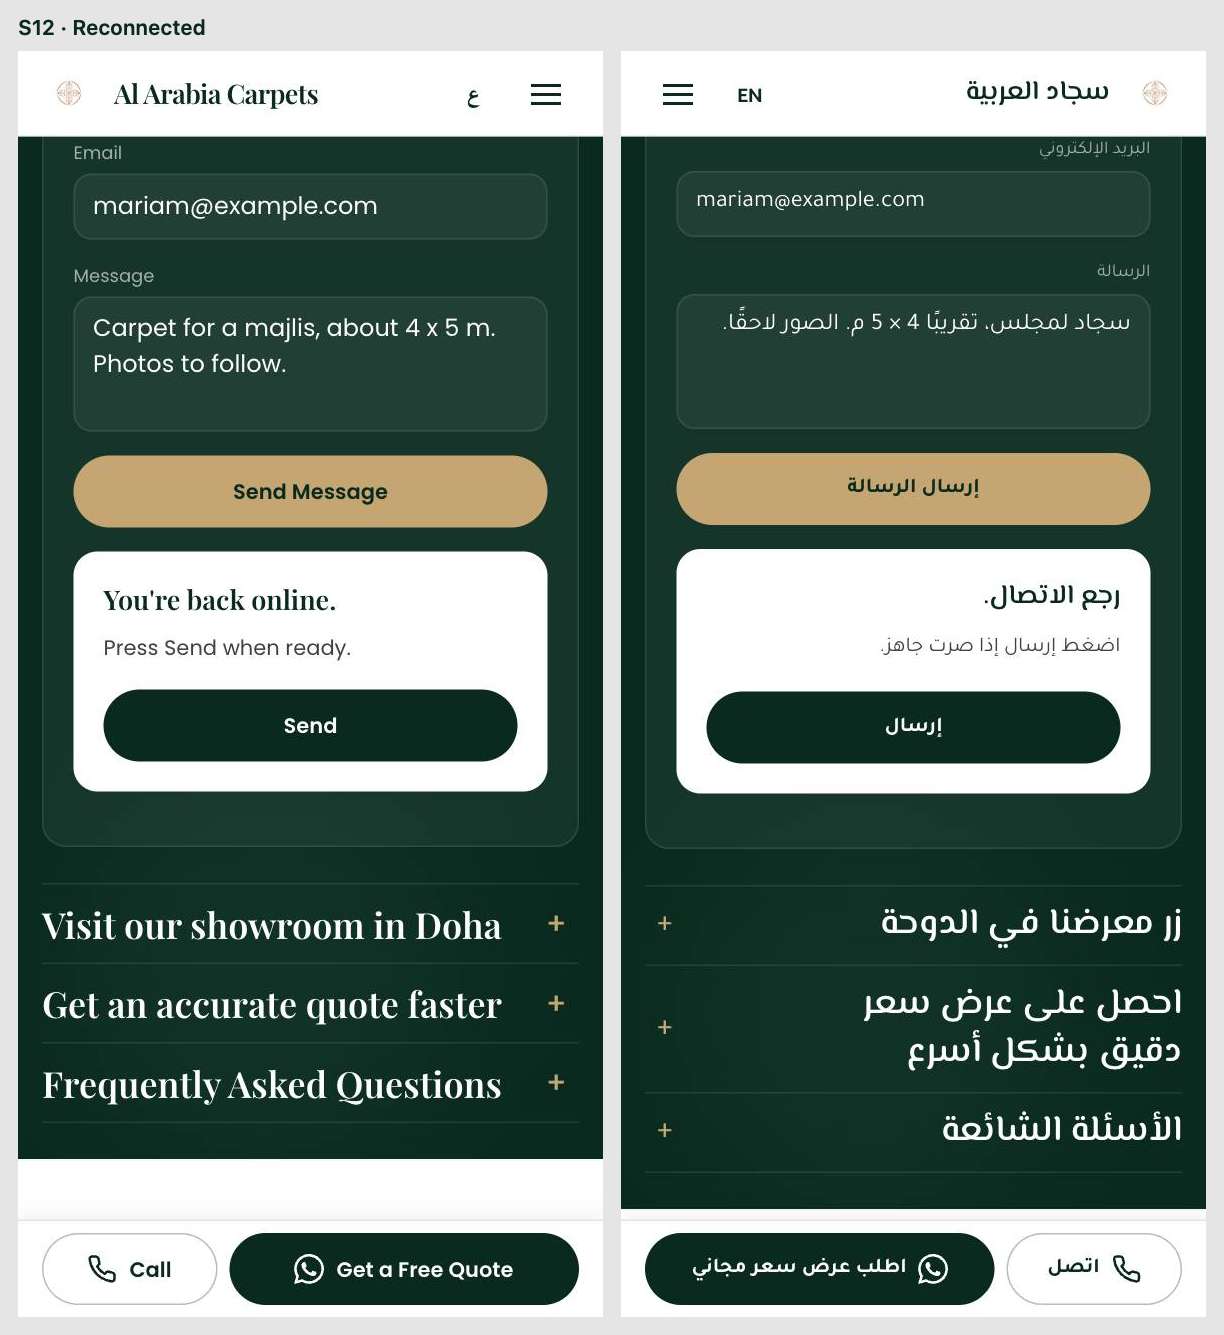 S12 · Reconnected
Al Arabia Carpets
ع
Email
mariam@example.com
Message
Carpet for a majlis, about 4 x 5 m.
Photos to follow.
Send Message
You're back online.
Press Send when ready.
Send
Visit our showroom in Doha
+
Get an accurate quote faster
+
Frequently Asked Questions
+
Call
Get a Free Quote
سجاد العربية
EN
البريد الإلكتروني
mariam@example.com
الرسالة
سجاد لمجلس، تقريبًا 4 × 5 م. الصور لاحقًا.
إرسال الرسالة
رجع الاتصال.
اضغط إرسال إذا صرت جاهز.
إرسال
زر معرضنا في الدوحة
+
احصل على عرض سعر
دقيق بشكل أسرع
+
الأسئلة الشائعة
+
اتصل
اطلب عرض سعر مجاني